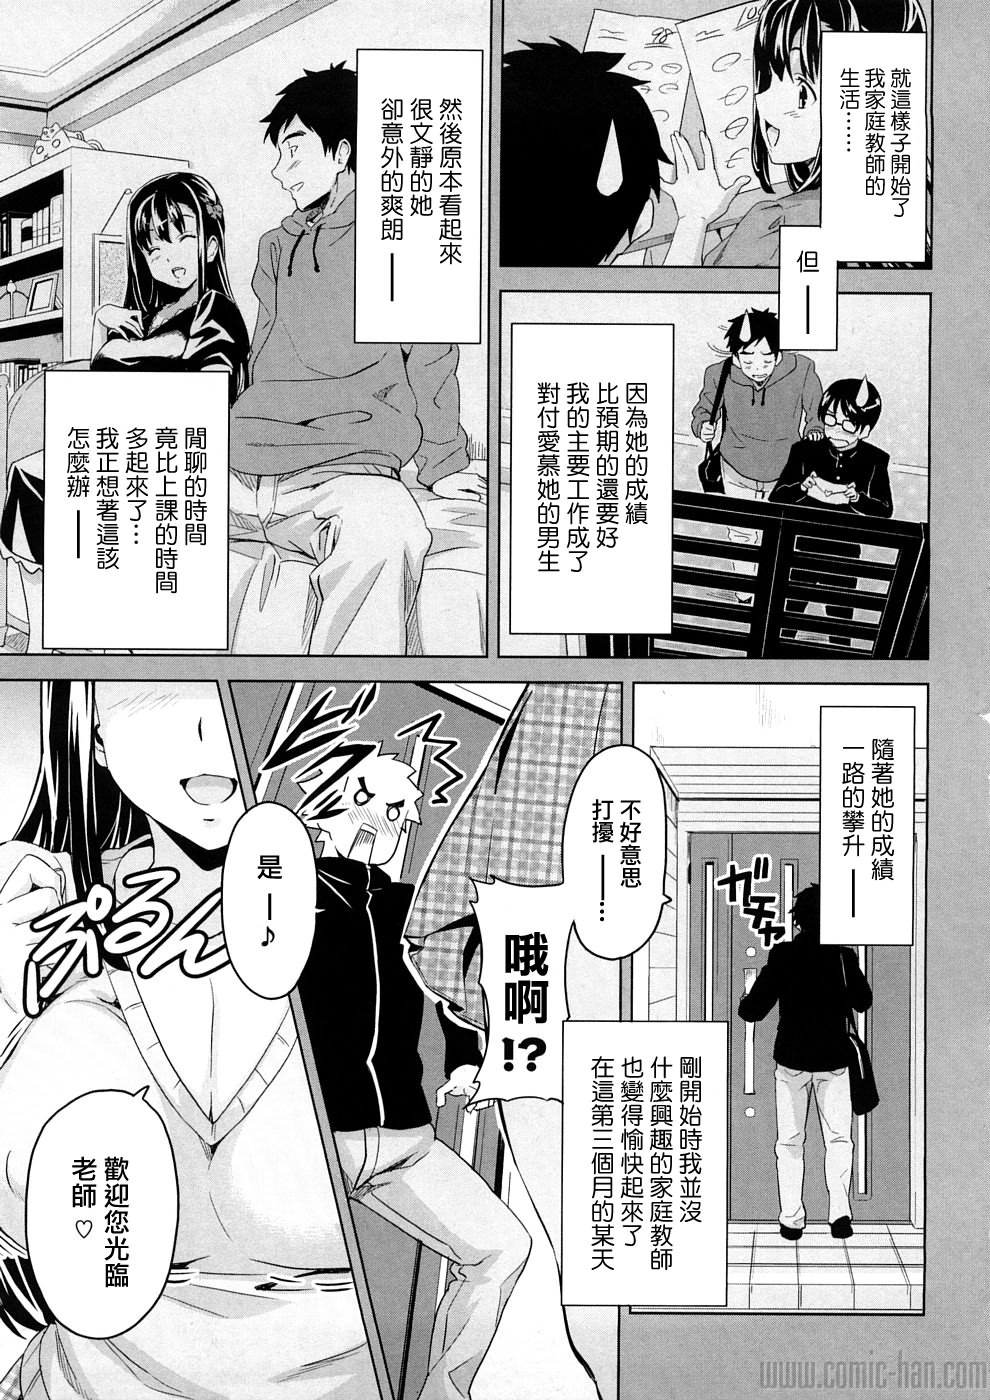 就這樣子開始了
我家庭教師的
生活……
98
100
但——
因為她的成績
比預期的還要好
我的主要工作成了
對付愛慕她的男生
然後原本看起來
很文靜的她
卻意外的爽朗
——
閒聊的時間
竟比上課的時間
多起來了…
我正想著這該
怎麼辦——
隨著她的成績
一路的攀升——
ガチャ
剛開始時我並沒
什麼興趣的家庭教師
也變得愉快起來了
在這第三個月的某天
不好意思
打擾——…
哦啊!?
是—♪
ぷるるん
歡迎您光臨
老師♡
www.comic-han.com